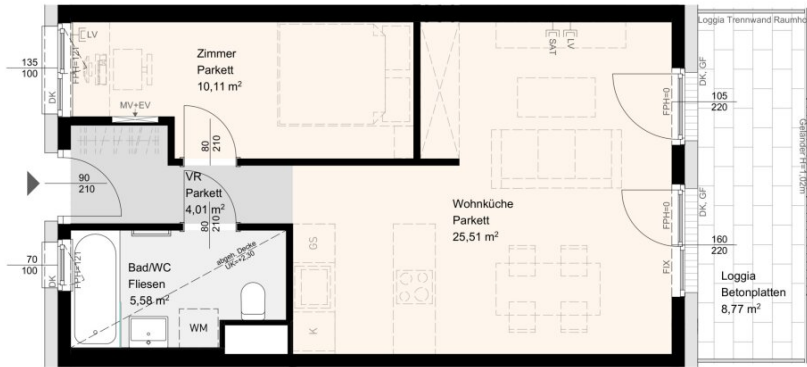 Loggia Trennwand Raumho
LV
FPH=121
135
100
DK
Zimmer
Parkett
10,11 m²
MV+EV
80
210
SAT
LV
DK, GF
FPH=0
105
220
Geländer H=1,02m
90
210
VR
Parkett
4,01 m²
80
210
Wohnküche
Parkett
25,51 m²
DK, GF
FPH=0
160
220
FIX
70
100
DK
FPH=121
Bad/WC
Fliesen
5,58 m²
abgeh. Decke
UK=+2,30
WM
GS
K
Loggia
Betonplatten
8,77 m²